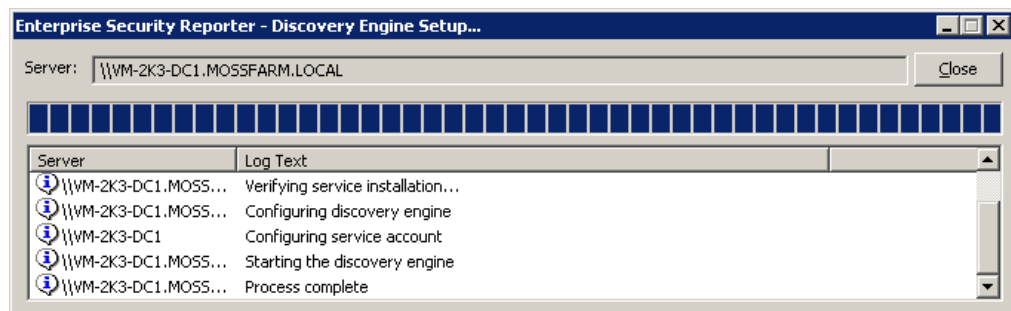 Enterprise Security Reporter - Discovery Engine Setup...
Server: \\VM-2K3-DC1.MOSSFARM.LOCAL Close
Server Log Text
\\VM-2K3-DC1.MOSS... Verifying service installation...
\\VM-2K3-DC1.MOSS... Configuring discovery engine
\\VM-2K3-DC1 Configuring service account
\\VM-2K3-DC1.MOSS... Starting the discovery engine
\\VM-2K3-DC1.MOSS... Process complete